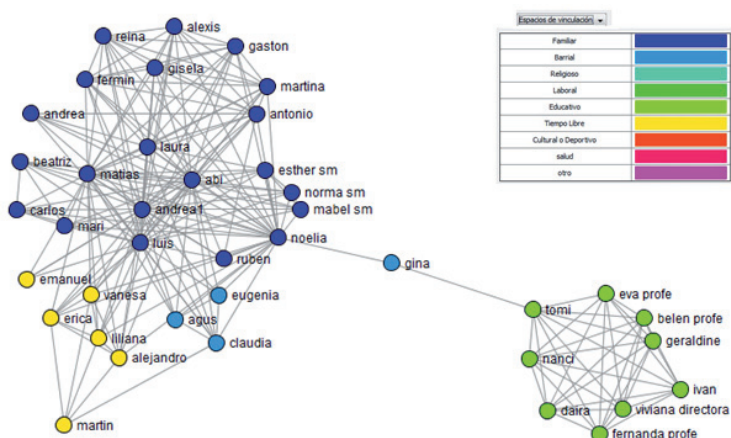 Espacios de vinculación
Familiar
Barrial
Religioso
Laboral
Educativo
Tiempo Libre
Cultural o Deportivo
salud
otro
alexis
reina
gaston
gisela
fermin
martina
andrea
antonio
laura
beatriz
matias
esther sm
abi
norma sm
carlos
andrea1
mabel sm
mari
luis
noelia
ruben
gina
emanuel
vanesa
eugenia
erica
agus
liliana
claudia
alejandro
martin
eva profe
tomi
belen profe
geraldine
nanci
ivan
daira
viviana directora
fernanda profe